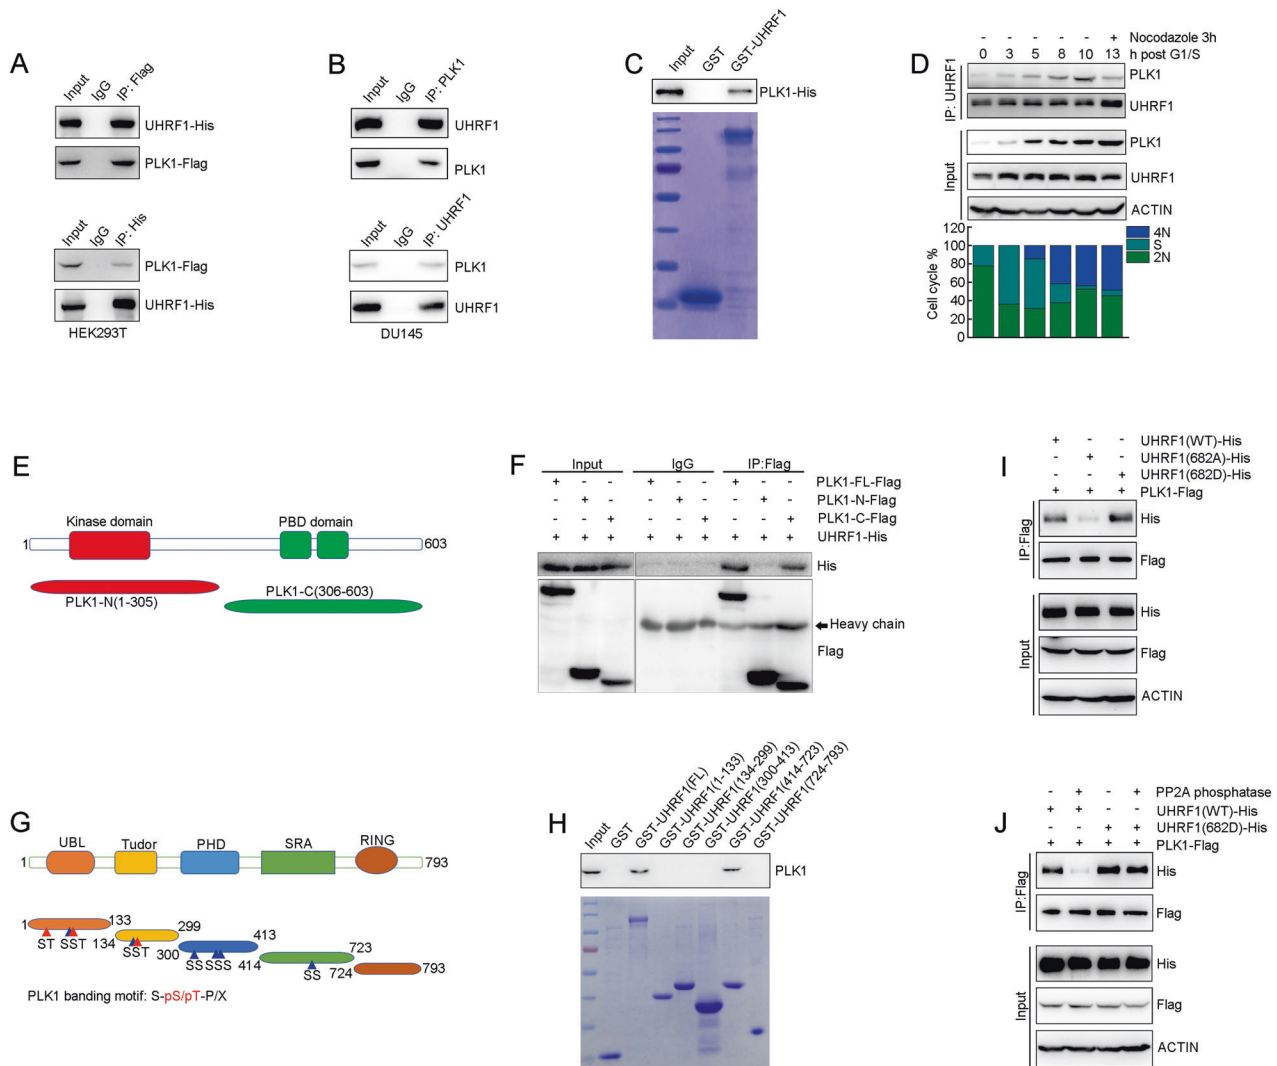 A
Input
IgG
IP: Flag
UHRF1-His
PLK1-Flag
Input
IgG
IP: His
PLK1-Flag
UHRF1-His
HEK293T
B
Input
IgG
IP: PLK1
UHRF1
PLK1
Input
IgG
IP: UHRF1
PLK1
UHRF1
DU145
C
Input
GST
GST-UHRF1
PLK1-His
D
- - - - - + Nocodazole 3h
0 3 5 8 10 13 h post G1/S
IP: UHRF1
PLK1
UHRF1
Input
PLK1
UHRF1
ACTIN
Cell cycle %
120
100
80
60
40
20
0
4N
S
2N
E
Kinase domain
PBD domain
1
603
PLK1-N(1-305)
PLK1-C(306-603)
F
Input IgG IP:Flag
+ - - + - - + - - PLK1-FL-Flag
- + - - + - - + - PLK1-N-Flag
- - + - - + - - + PLK1-C-Flag
+ + + + + + + + + UHRF1-His
His
Heavy chain
Flag
G
UBL Tudor PHD SRA RING
1
793
1 133
ST SST
134 299
SST
300 413
SS SSS
414 723
SS
724 793
PLK1 banding motif: S-pS/pT-P/X
H
Input
GST
GST-UHRF1(FL)
GST-UHRF1(1-133)
GST-UHRF1(134-299)
GST-UHRF1(300-413)
GST-UHRF1(414-723)
GST-UHRF1(724-793)
PLK1
I
+ - - UHRF1(WT)-His
- + - UHRF1(682A)-His
- - + UHRF1(682D)-His
+ + + PLK1-Flag
IP:Flag
His
Flag
Input
His
Flag
ACTIN
J
- + - + PP2A phosphatase
+ + - - UHRF1(WT)-His
- - + + UHRF1(682D)-His
+ + + + PLK1-Flag
IP:Flag
His
Flag
Input
His
Flag
ACTIN